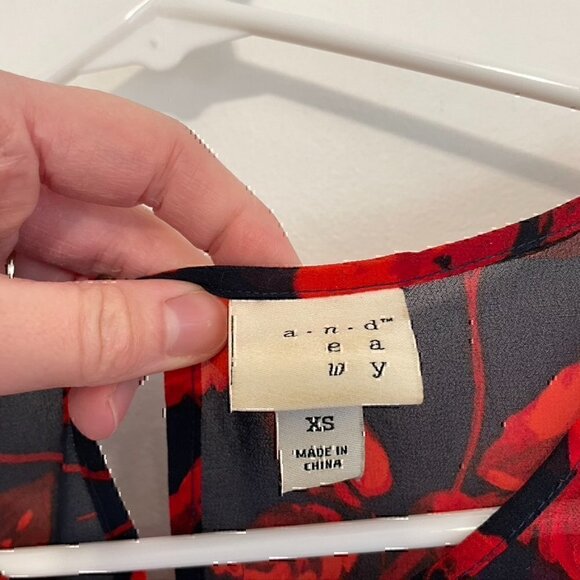 a · n · d™
e a
w y
XS
MADE IN
CHINA